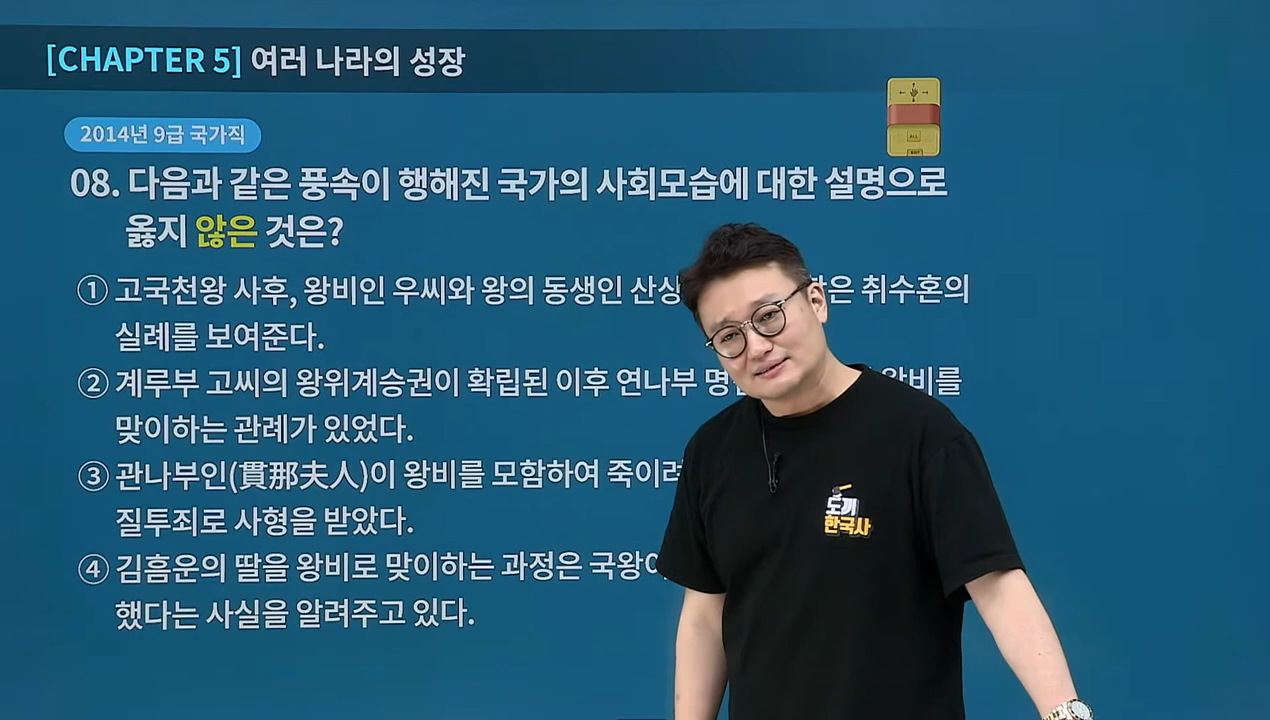 [CHAPTER 5] 여러 나라의 성장
2014년 9급 국가직
08. 다음과 같은 풍속이 행해진 국가의 사회모습에 대한 설명으로
옳지 않은 것은?
① 고국천왕 사후, 왕비인 우씨와 왕의 동생인 산상 은 취수혼의
실례를 보여준다.
② 계루부 고씨의 왕위계승권이 확립된 이후 연나부 왕비를
맞이하는 관례가 있었다.
③ 관나부인(貫那夫人)이 왕비를 모함하여 죽이려
질투죄로 사형을 받았다.
④ 김흠운의 딸을 왕비로 맞이하는 과정은 국왕이
했다는 사실을 알려주고 있다.
ALL
EXIT
도끼
한국사